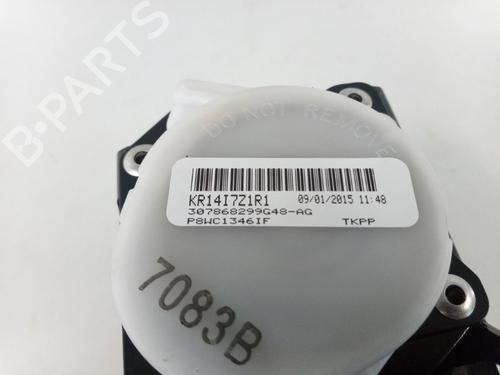 B-PARTS
DO NOT REMOVE
KR14I7Z1R1 09/01/2015 11:48
307868299G48-AG
P8WC1346IF TKPP
7083B